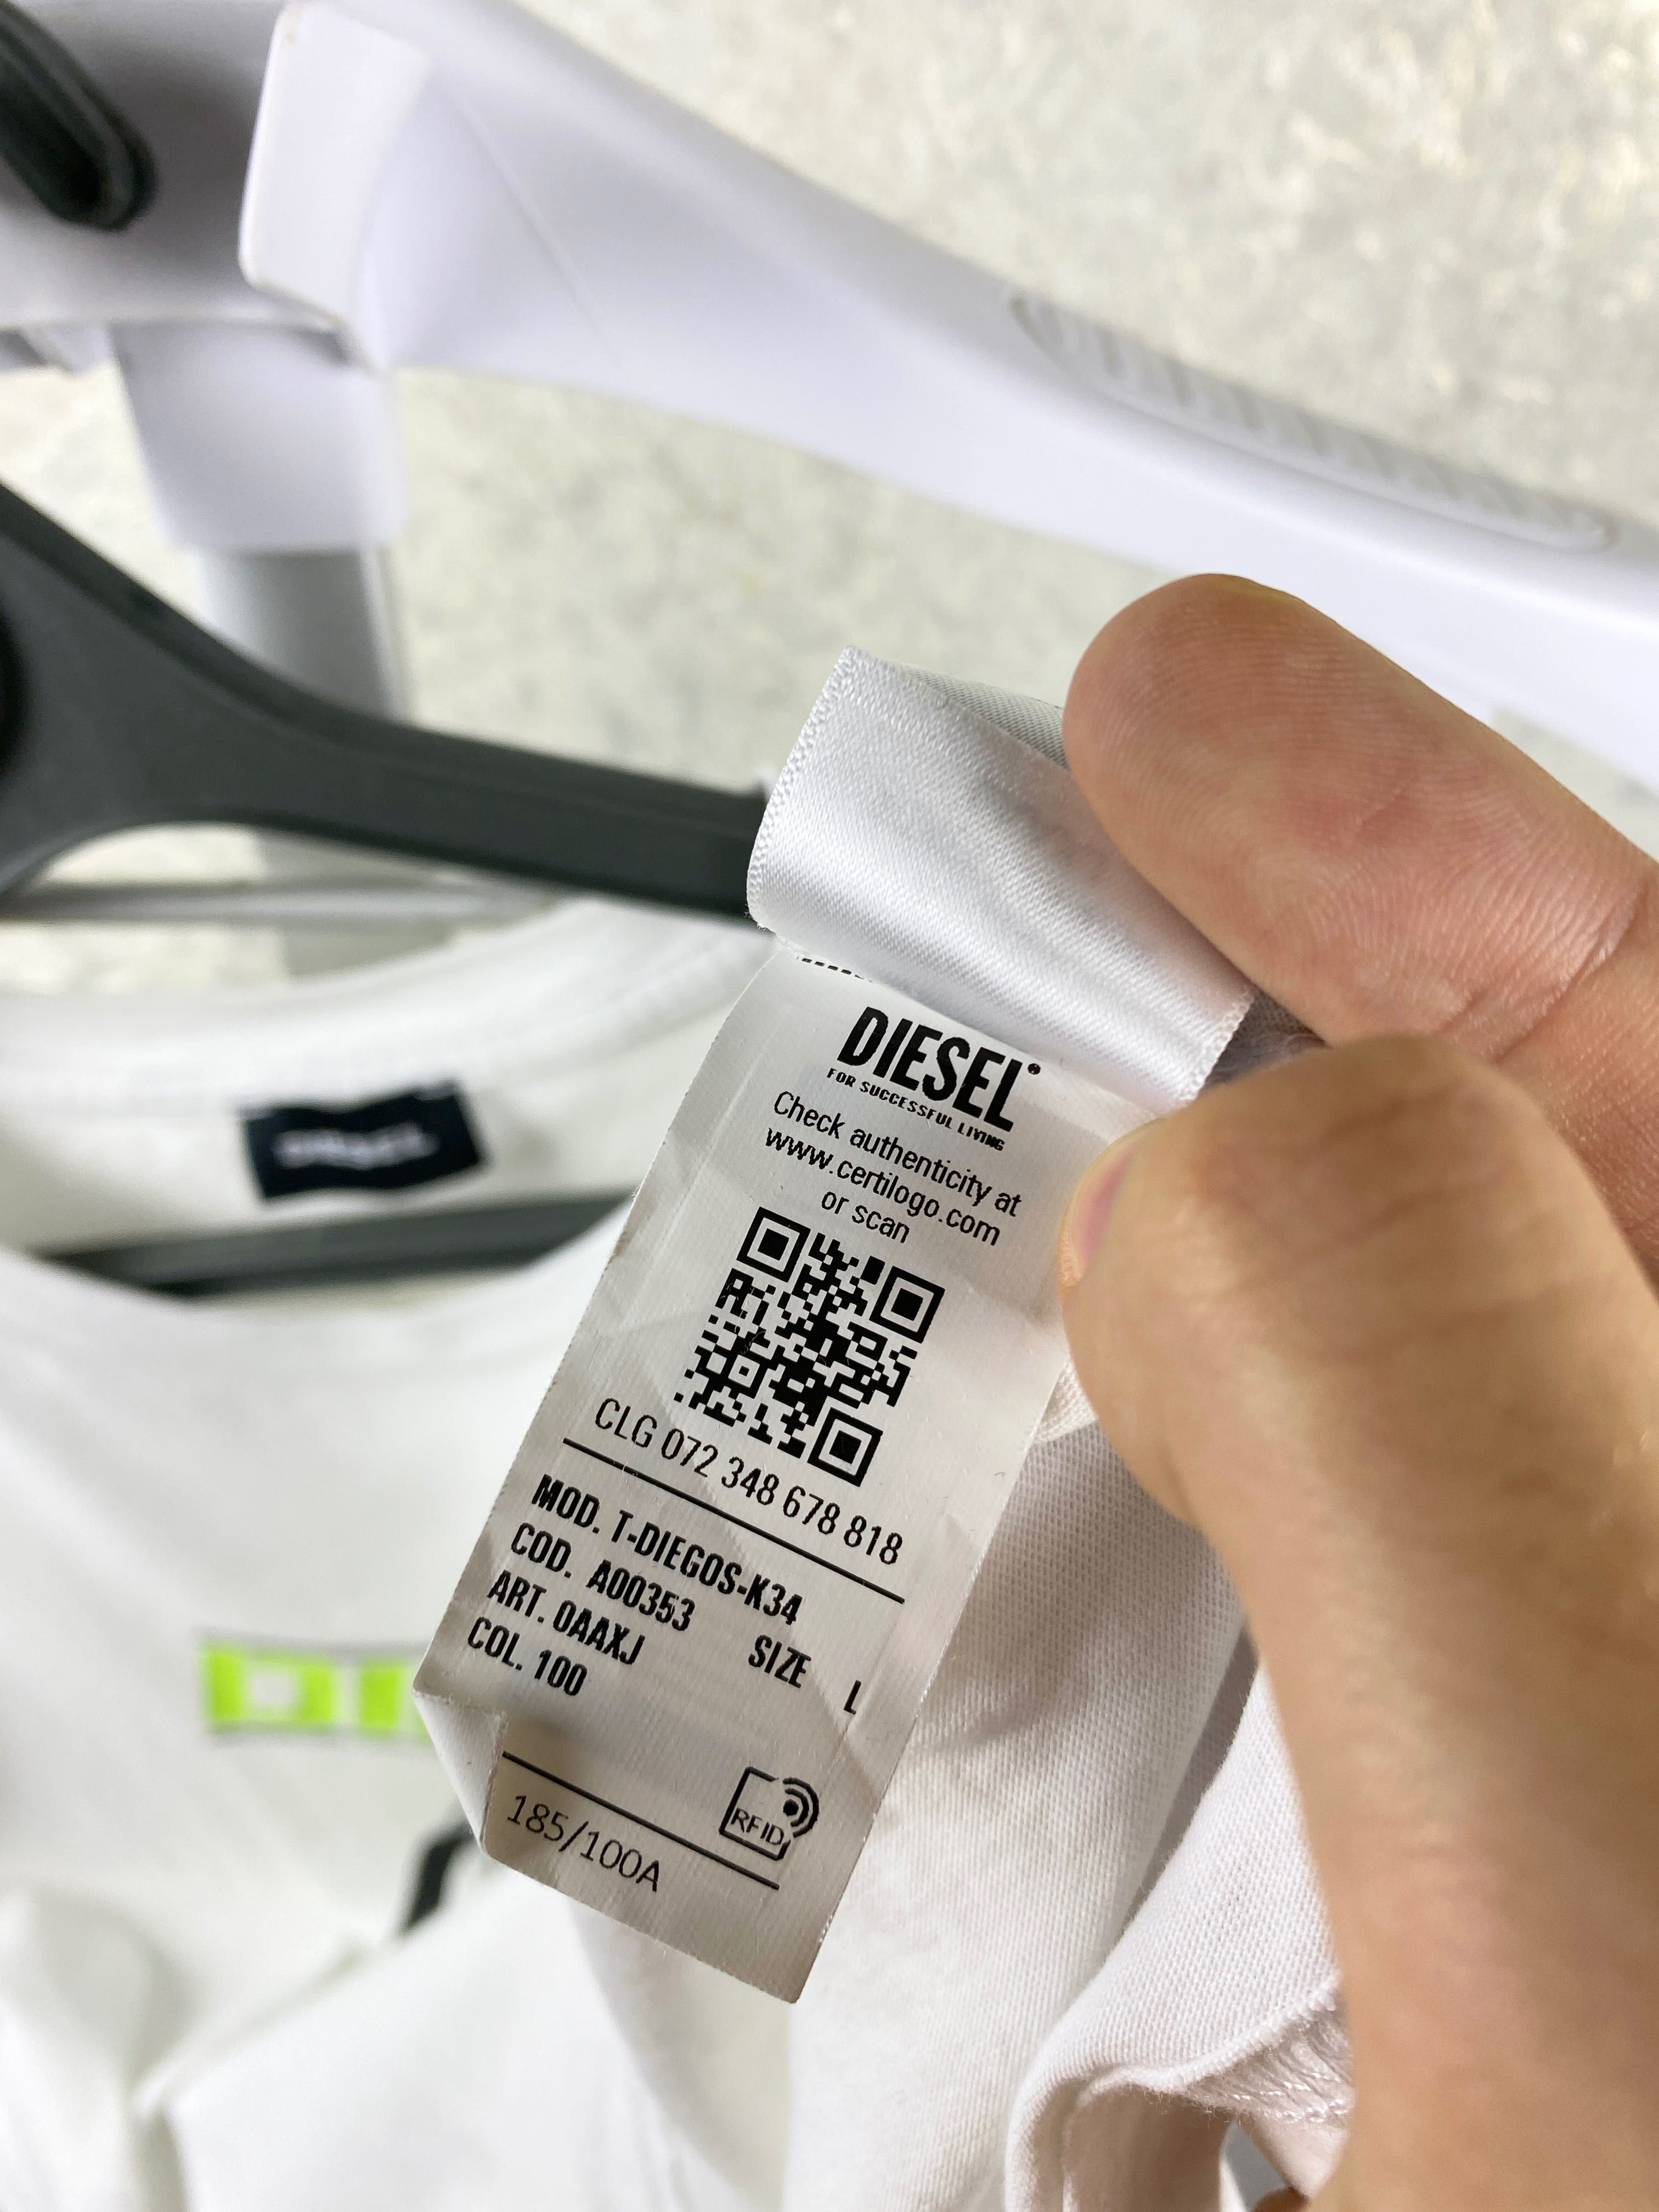 DIESEL®
FOR SUCCESSFUL LIVING
Check authenticity at
www.certilogo.com
or scan
CLG 072 348 678 818
MOD. T-DIEGOS-K34
COD. A00353
ART. 0AAXJ SIZE L
COL. 100
RFID
185/100A
DIESEL